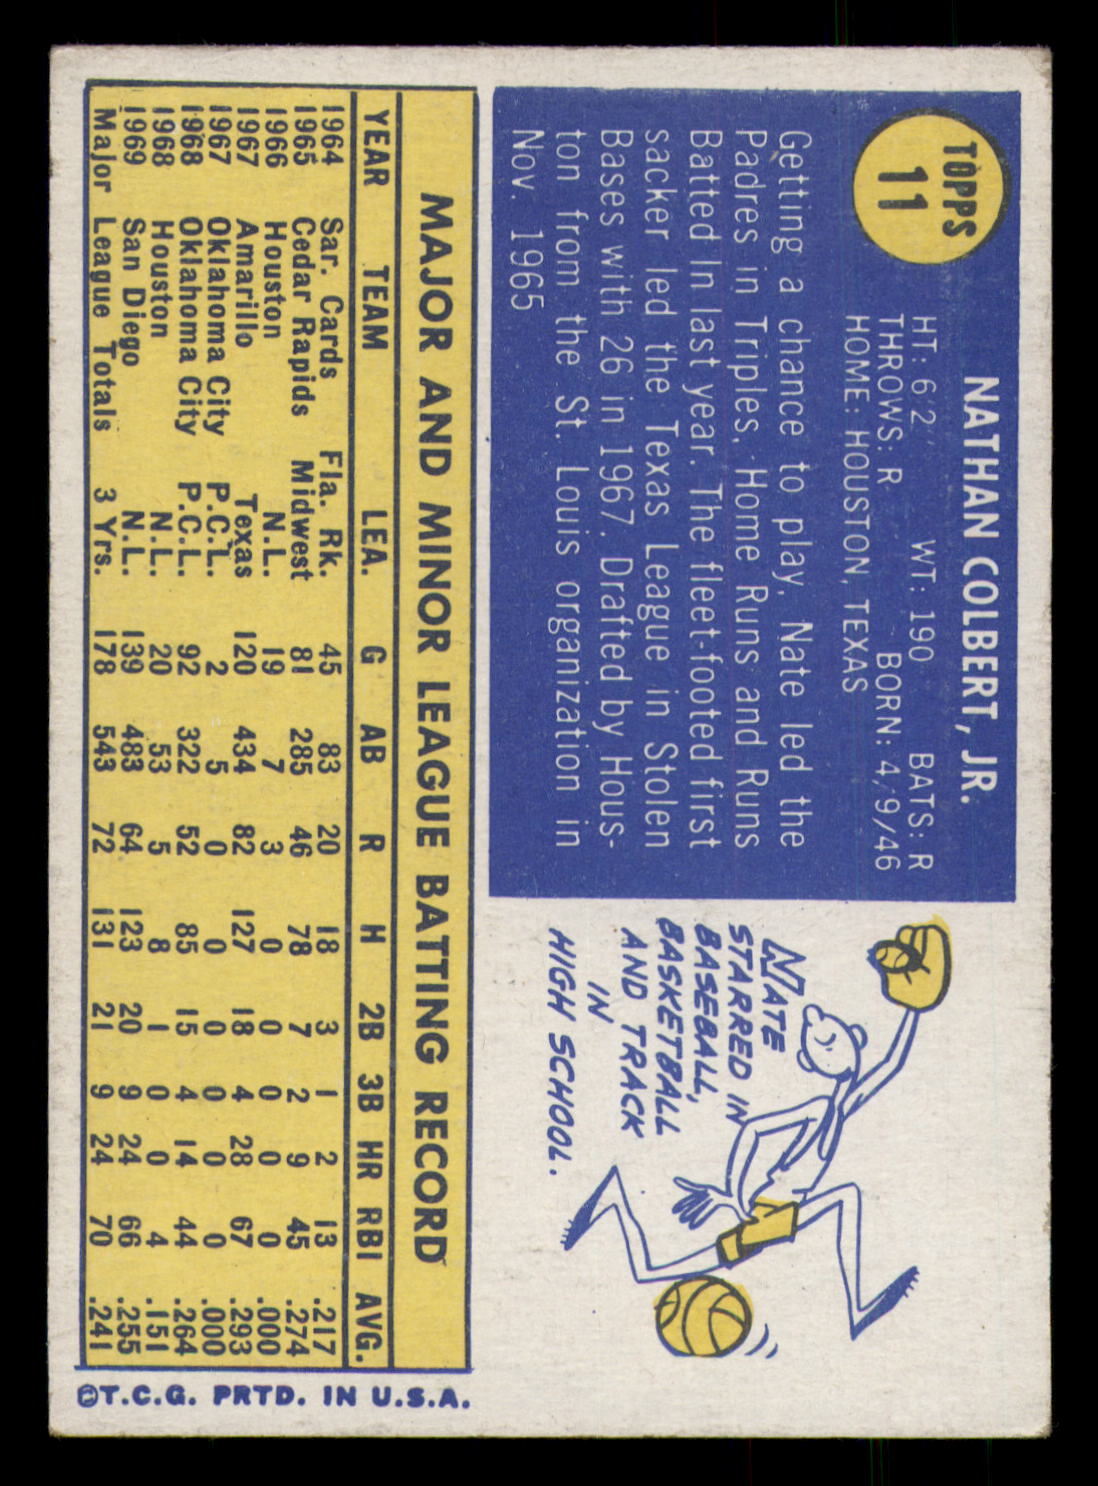 TOPPS
11
NATHAN COLBERT, JR.
HT: 6'2" WT: 190 BATS: R
THROWS: R BORN: 4/9/46
HOME: HOUSTON, TEXAS
Getting a chance to play, Nate led the
Padres in Triples, Home Runs and Runs
Batted In last year. The fleet-footed first
sacker led the Texas League in Stolen
Bases with 26 in 1967. Drafted by Hous-
ton from the St. Louis organization in
Nov. 1965
NATE
STARRED IN
BASEBALL,
BASKETBALL
AND TRACK
IN
HIGH SCHOOL.
MAJOR AND MINOR LEAGUE BATTING RECORD
YEAR TEAM LEA. G AB R H 2B 3B HR RBI AVG.
1964 Sar. Cards Fla. Rk. 45 83 20 18 3 1 2 13 .217
1965 Cedar Rapids Midwest 81 285 46 78 7 2 9 45 .274
1966 Houston N.L. 19 7 3 0 0 0 0 0 .000
1967 Amarillo Texas 120 434 82 127 18 4 28 67 .293
1967 Oklahoma City P.C.L. 2 5 0 0 0 0 0 0 .000
1968 Oklahoma City P.C.L. 92 322 52 85 15 4 14 44 .264
1968 Houston N.L. 20 53 5 8 1 0 0 4 .151
1969 San Diego N.L. 139 483 64 123 20 9 24 66 .255
Major League Totals 3 Yrs. 178 543 72 131 21 9 24 70 .241
©T.C.G. PRTD. IN U.S.A.